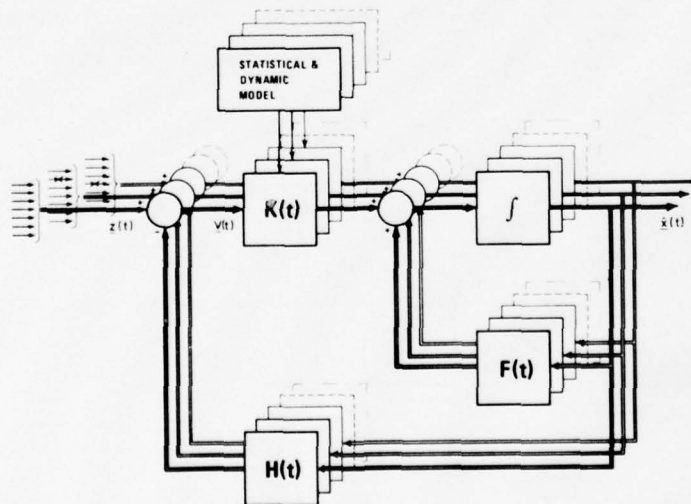 STATISTICAL &
DYNAMIC
MODEL
K(t)
∫
z(t)
V(t)
x̂(t)
F(t)
H(t)